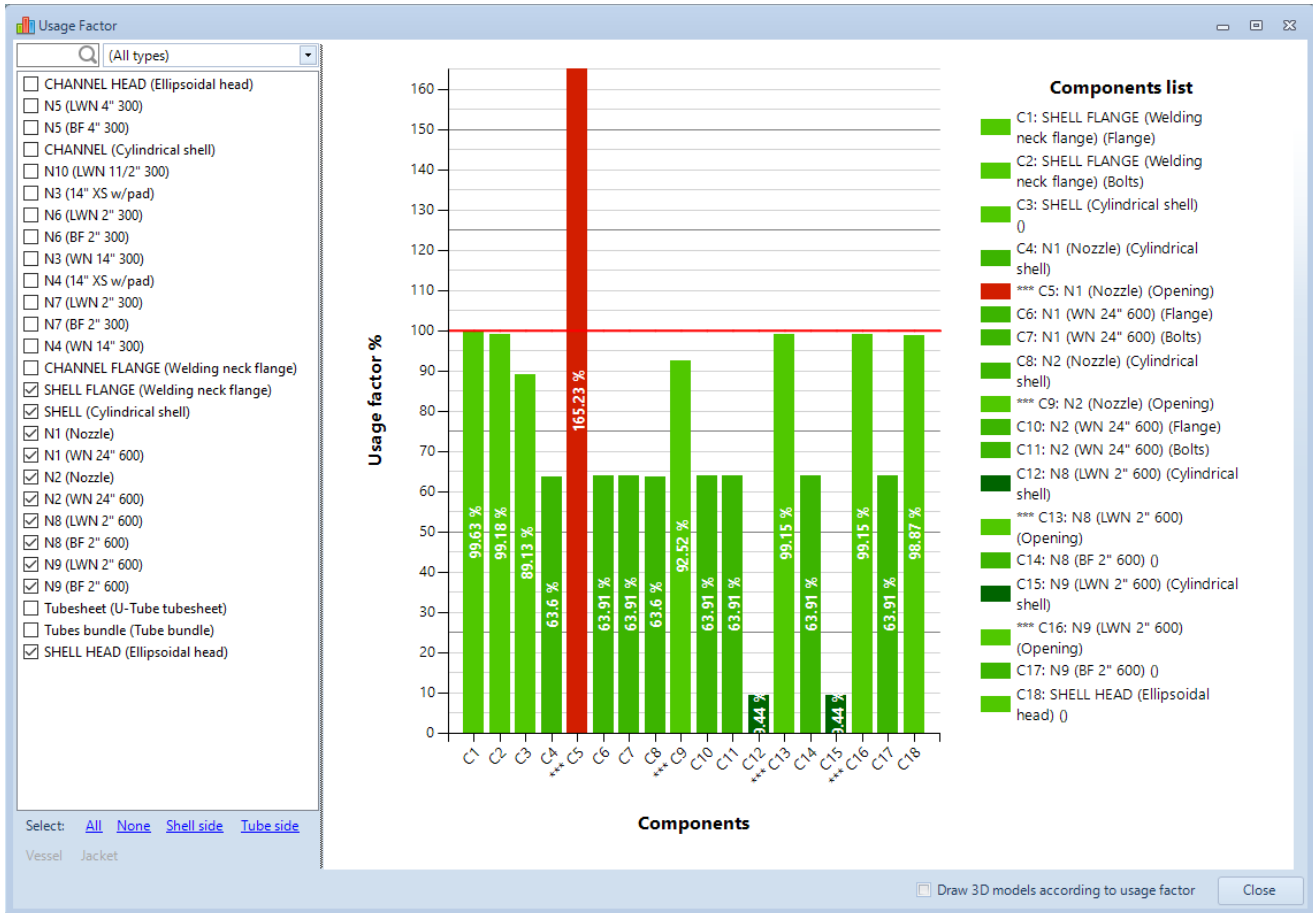 Usage Factor
(All types)
CHANNEL HEAD (Ellipsoidal head)
N5 (LWN 4" 300)
N5 (BF 4" 300)
CHANNEL (Cylindrical shell)
N10 (LWN 11/2" 300)
N3 (14" XS w/pad)
N6 (LWN 2" 300)
N6 (BF 2" 300)
N3 (WN 14" 300)
N4 (14" XS w/pad)
N7 (LWN 2" 300)
N7 (BF 2" 300)
N4 (WN 14" 300)
CHANNEL FLANGE (Welding neck flange)
SHELL FLANGE (Welding neck flange)
SHELL (Cylindrical shell)
N1 (Nozzle)
N1 (WN 24" 600)
N2 (Nozzle)
N2 (WN 24" 600)
N8 (LWN 2" 600)
N8 (BF 2" 600)
N9 (LWN 2" 600)
N9 (BF 2" 600)
Tubesheet (U-Tube tubesheet)
Tubes bundle (Tube bundle)
SHELL HEAD (Ellipsoidal head)
Select: All None Shell side Tube side
Vessel Jacket
Usage factor %
160
150
140
130
120
110
100
90
80
70
60
50
40
30
20
10
0
99.63 %
99.18 %
89.13 %
63.6 %
165.23 %
63.91 %
63.91 %
63.6 %
92.52 %
63.91 %
63.91 %
.44 %
99.15 %
63.91 %
.44 %
99.15 %
63.91 %
98.87 %
C1
C2
C3
C4
*** C5
C6
C7
C8
*** C9
C10
C11
C12
*** C13
C14
C15
*** C16
C17
C18
Components
Components list
C1: SHELL FLANGE (Welding
neck flange) (Flange)
C2: SHELL FLANGE (Welding
neck flange) (Bolts)
C3: SHELL (Cylindrical shell)
()
C4: N1 (Nozzle) (Cylindrical
shell)
*** C5: N1 (Nozzle) (Opening)
C6: N1 (WN 24" 600) (Flange)
C7: N1 (WN 24" 600) (Bolts)
C8: N2 (Nozzle) (Cylindrical
shell)
*** C9: N2 (Nozzle) (Opening)
C10: N2 (WN 24" 600) (Flange)
C11: N2 (WN 24" 600) (Bolts)
C12: N8 (LWN 2" 600) (Cylindrical
shell)
*** C13: N8 (LWN 2" 600)
(Opening)
C14: N8 (BF 2" 600) ()
C15: N9 (LWN 2" 600) (Cylindrical
shell)
*** C16: N9 (LWN 2" 600)
(Opening)
C17: N9 (BF 2" 600) ()
C18: SHELL HEAD (Ellipsoidal
head) ()
Draw 3D models according to usage factor
Close